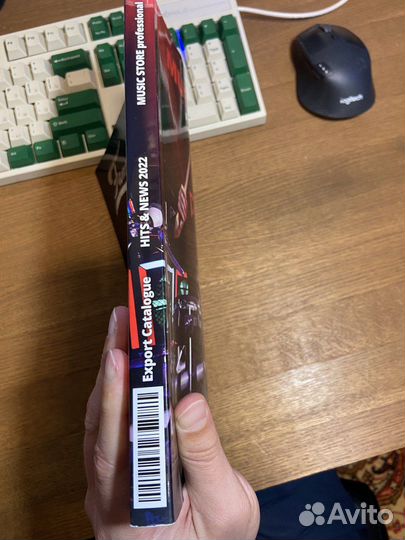 MUSIC STORE professional
HITS & NEWS 2022
Export Catalogue
logitech
Avito